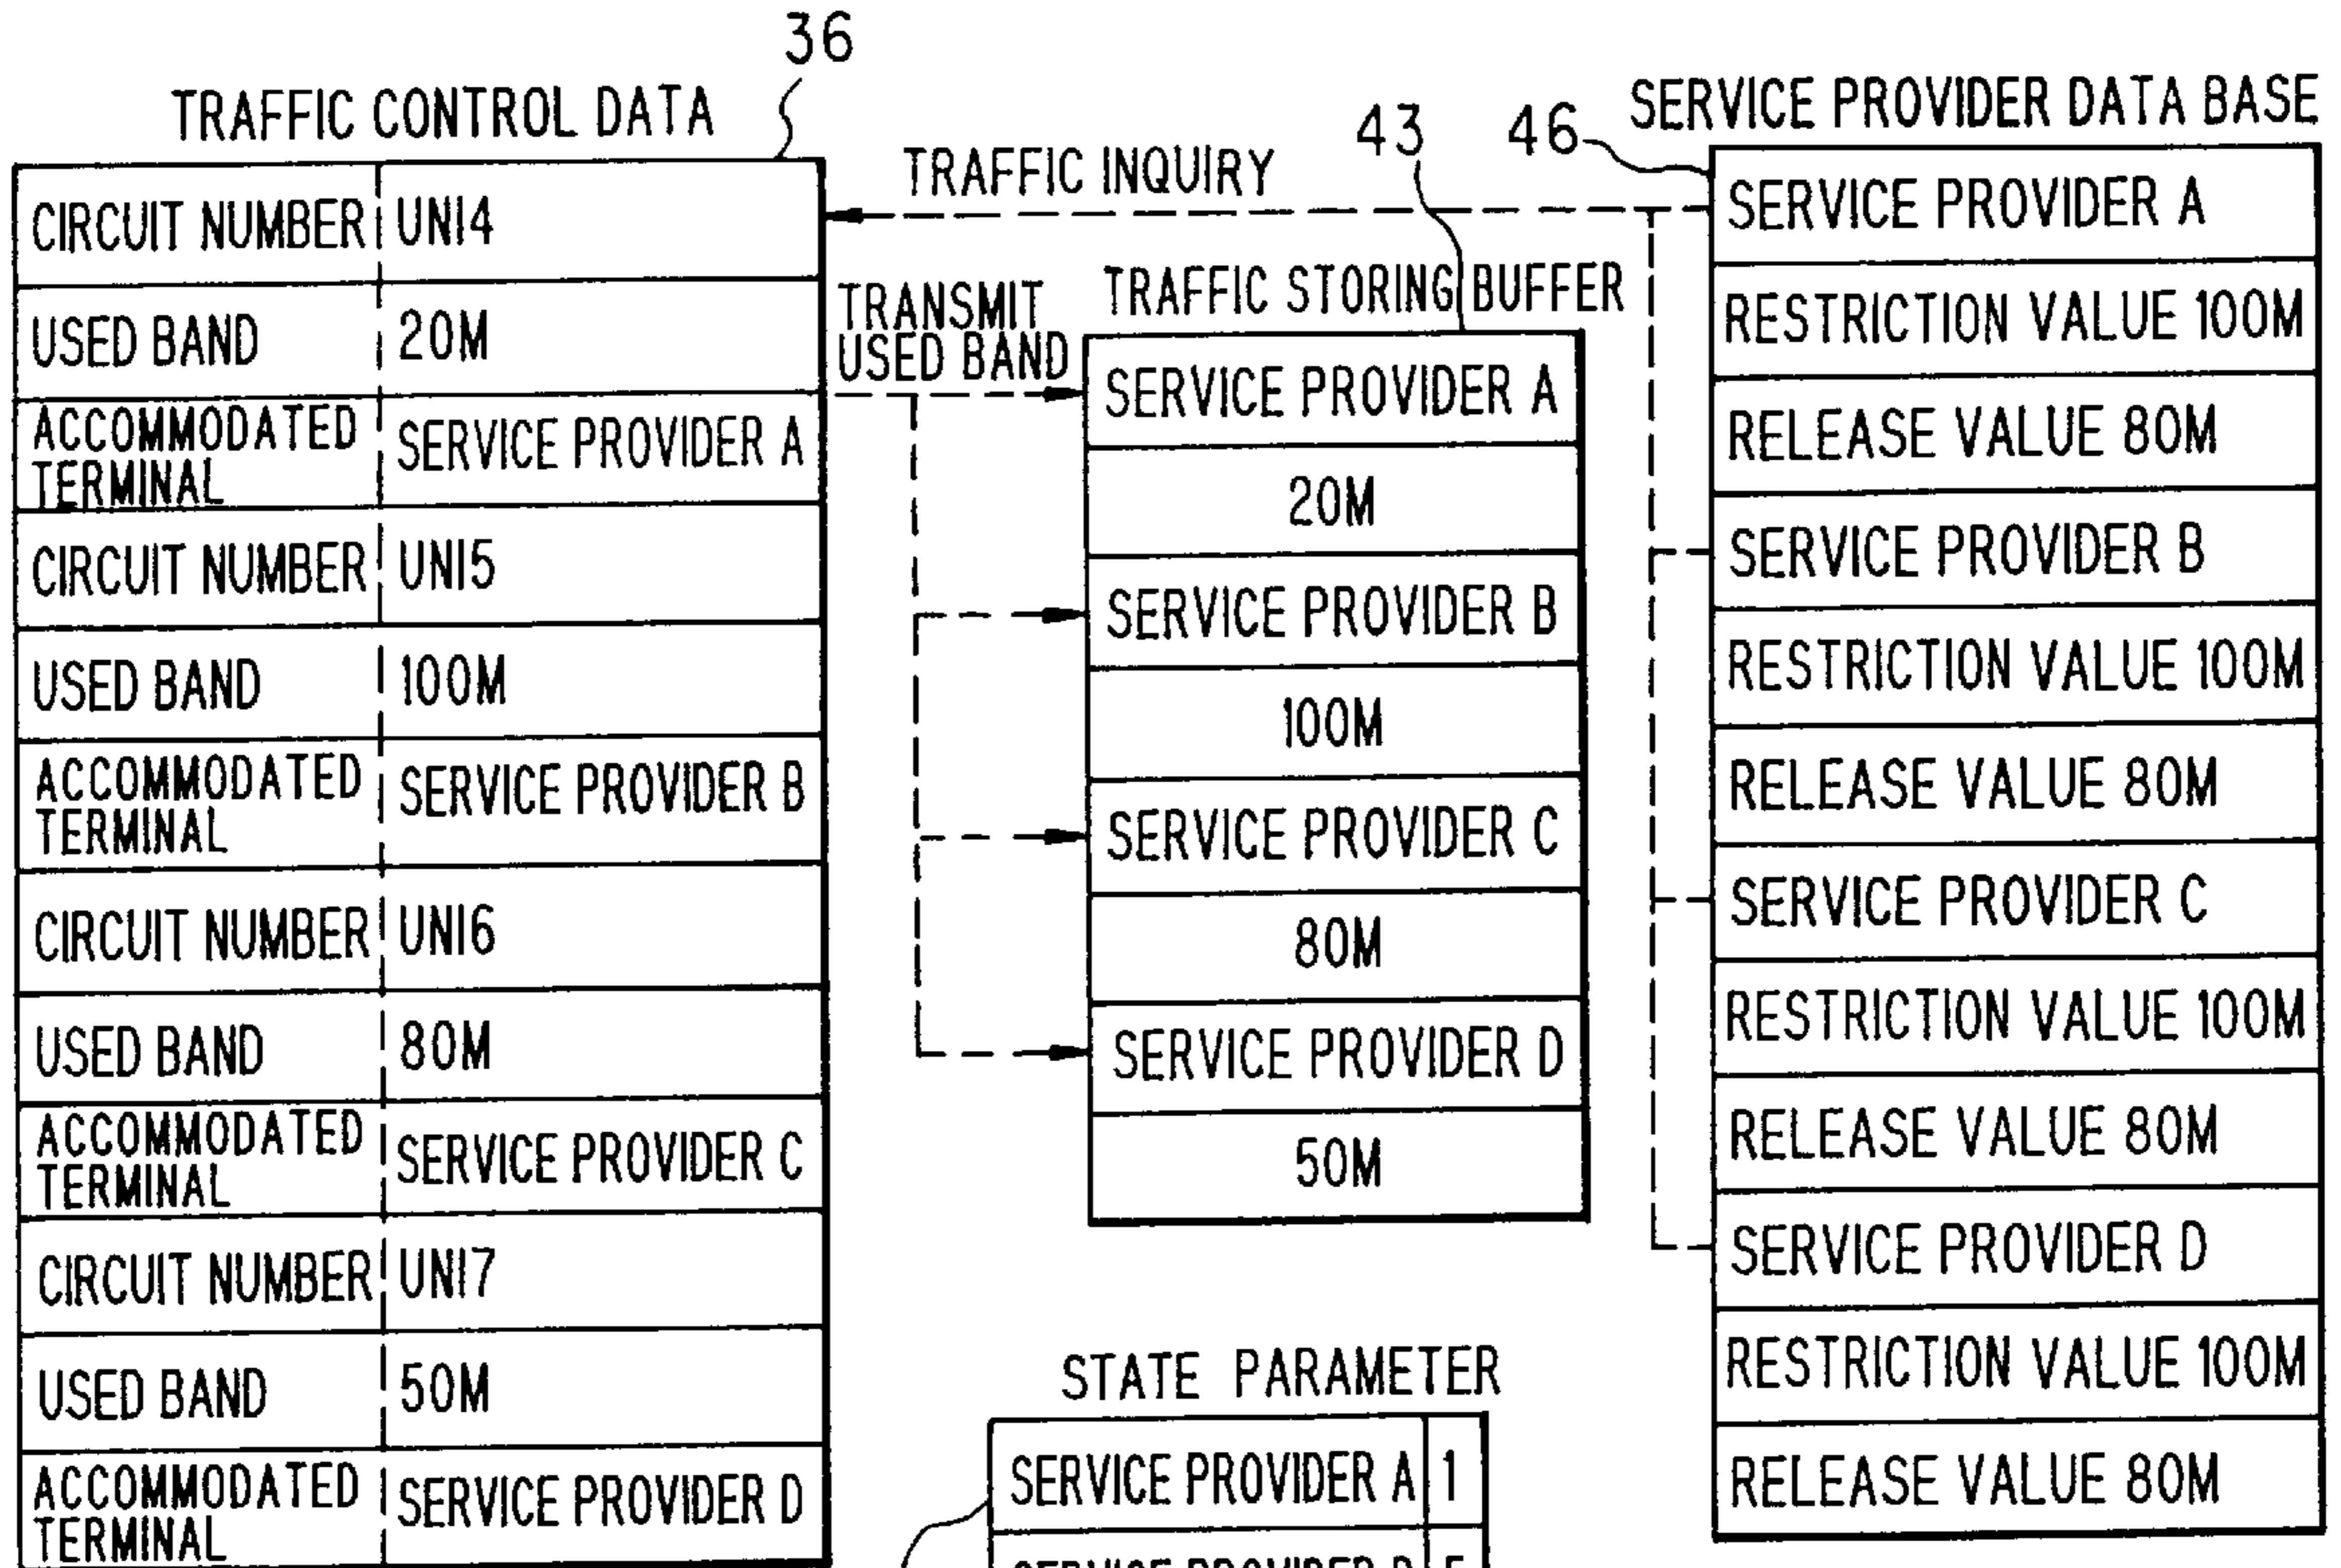 36
TRAFFIC CONTROL DATA
CIRCUIT NUMBER UNI4
USED BAND 20M
ACCOMMODATED
TERMINAL
SERVICE PROVIDER A
CIRCUIT NUMBER UNI5
USED BAND 100M
ACCOMMODATED
TERMINAL
SERVICE PROVIDER B
CIRCUIT NUMBER UNI6
USED BAND 80M
ACCOMMODATED
TERMINAL
SERVICE PROVIDER C
CIRCUIT NUMBER UNI7
USED BAND 50M
ACCOMMODATED
TERMINAL
SERVICE PROVIDER D
TRAFFIC INQUIRY
TRANSMIT
USED BAND
43
TRAFFIC STORING BUFFER
SERVICE PROVIDER A
20M
SERVICE PROVIDER B
100M
SERVICE PROVIDER C
80M
SERVICE PROVIDER D
50M
STATE PARAMETER
SERVICE PROVIDER A 1
46
SERVICE PROVIDER DATA BASE
SERVICE PROVIDER A
RESTRICTION VALUE 100M
RELEASE VALUE 80M
SERVICE PROVIDER B
RESTRICTION VALUE 100M
RELEASE VALUE 80M
SERVICE PROVIDER C
RESTRICTION VALUE 100M
RELEASE VALUE 80M
SERVICE PROVIDER D
RESTRICTION VALUE 100M
RELEASE VALUE 80M